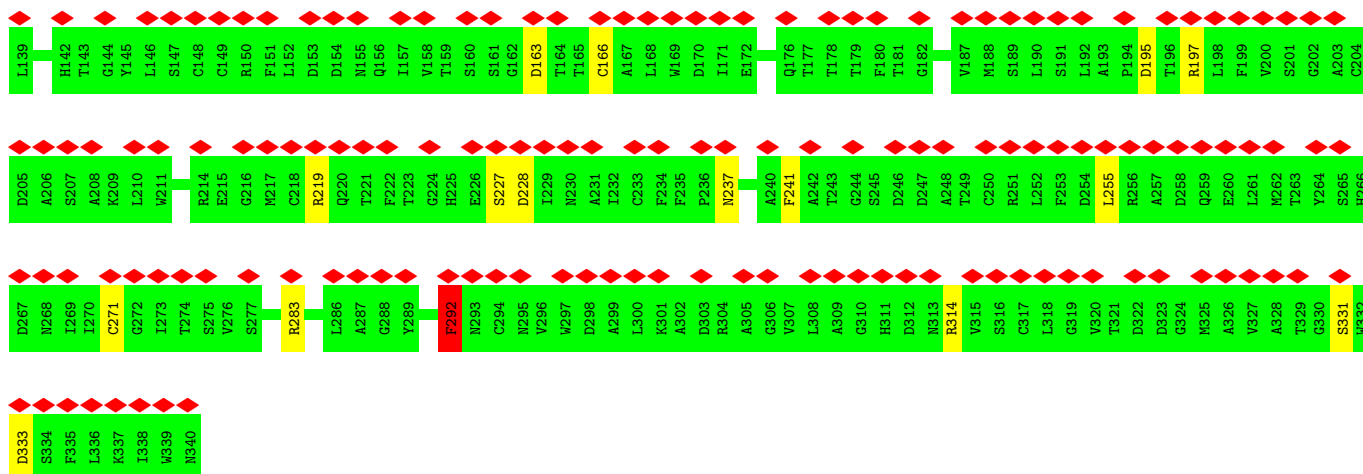 L139 H142 T143 G144 Y145 L146 S147 C148 C149 R150 F151 L152 D153 D154 N155 Q156 I157 V158 T159 S160 S161 G162 D163 T164 T165 C166 A167 L168 W169 D170 I171 E172 Q176 T177 T178 T179 F180 T181 G182 V187 M188 S189 L190 S191 L192 A193 P194 D195 T196 R197 L198 F199 V200 S201 G202 A203 C204
D205 A206 S207 A208 K209 L210 W211 R214 E215 G216 M217 C218 R219 Q220 T221 F222 T223 G224 H225 E226 S227 D228 I229 N230 A231 I232 C233 F234 F235 P236 N237 A240 F241 A242 T243 G244 S245 D246 D247 A248 T249 C250 R251 L252 F253 D254 L255 R256 A257 D258 Q259 E260 L261 M262 T263 Y264 S265 H266
D267 N268 I269 I270 C271 G272 I273 T274 S275 V276 S277 R283 L286 A287 G288 Y289 F292 N293 C294 N295 V296 W297 D298 A299 L300 K301 A302 D303 R304 A305 G306 V307 L308 A309 G310 H311 D312 N313 R314 V315 S316 C317 L318 G319 V320 T321 D322 D323 G324 M325 A326 V327 A328 T329 G330 S331 W332
D333 S334 F335 L336 K337 I338 W339 N340